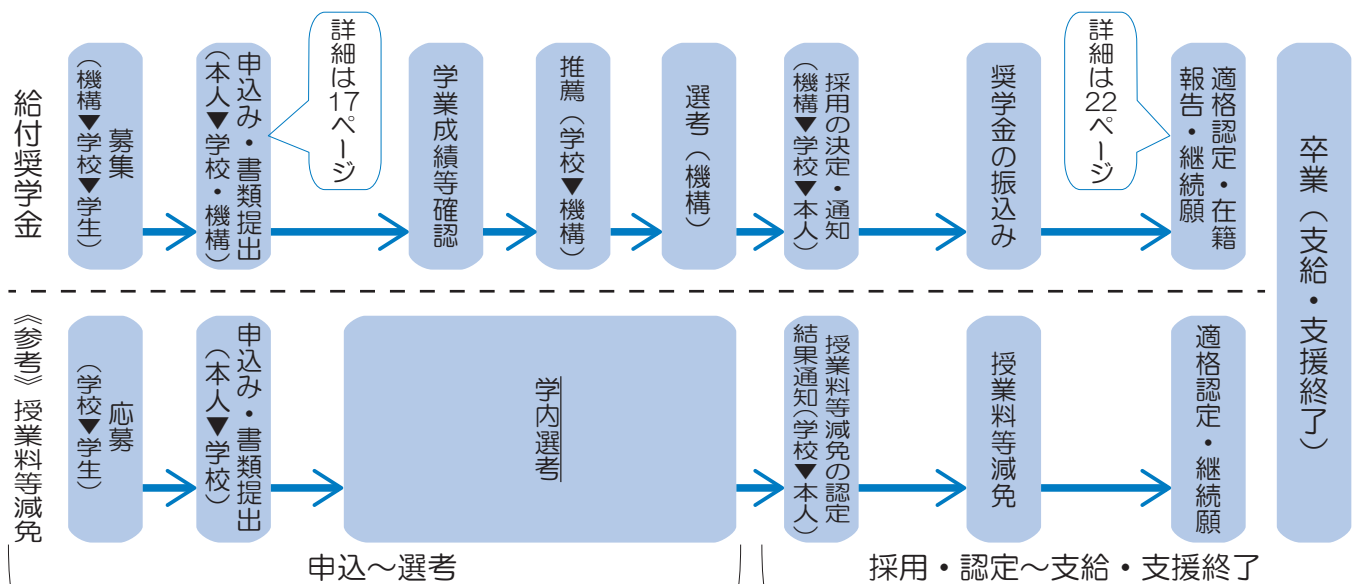 給付奨学金
募集
（機構▼学校▼学生）
申込み・書類提出
（本人▼学校・機構）
詳細は17ページ
学業成績等確認
推薦（学校▼機構）
選考（機構）
採用の決定・通知
（機構▼学校▼本人）
奨学金の振込み
詳細は22ページ
適格認定・在籍
報告・継続願
卒業（支給・支援終了）
《参考》授業料等減免
応募
（学校▼学生）
申込み・書類提出
（本人▼学校）
学内選考
授業料等減免の認定
結果通知（学校▼本人）
授業料等減免
適格認定・継続願
申込～選考
採用・認定～支給・支援終了